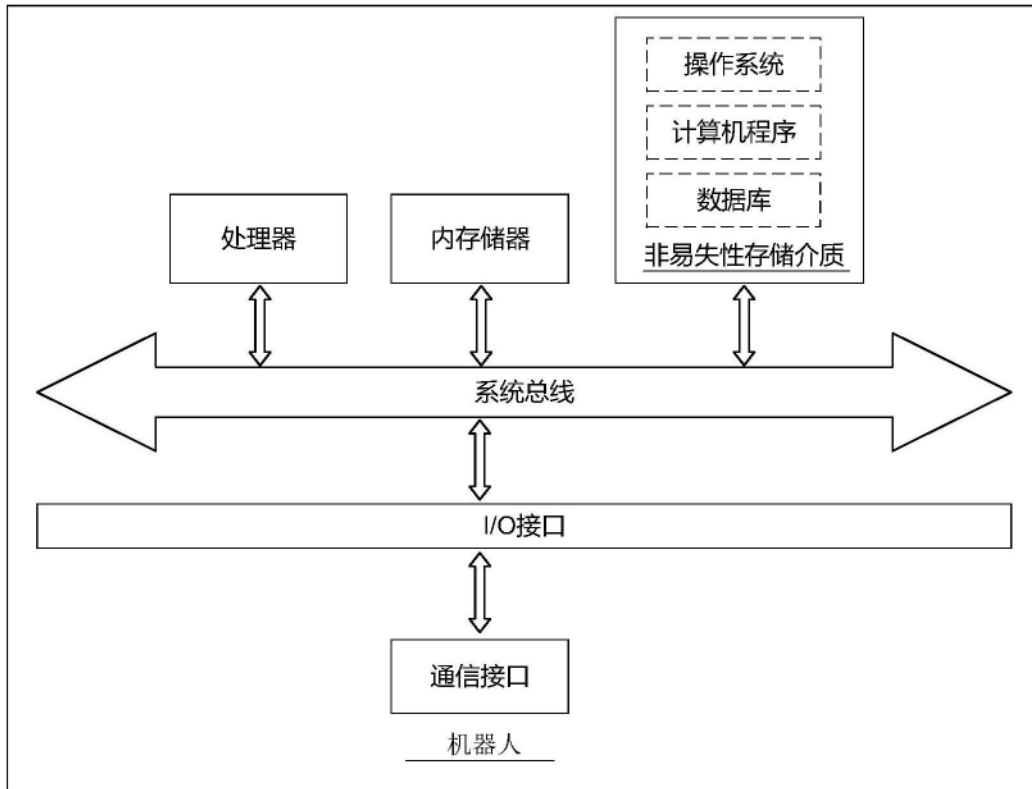 操作系统
计算机程序
数据库
非易失性存储介质
处理器
内存储器
系统总线
I/O接口
通信接口
机器人